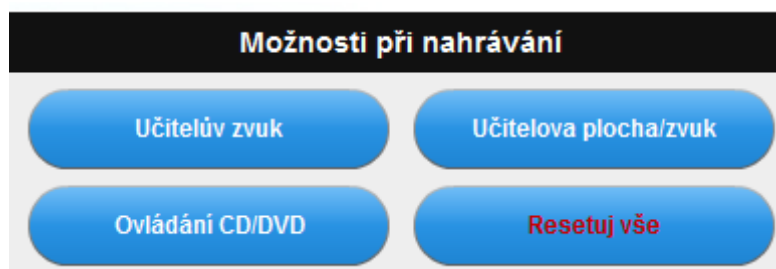 Možnosti při nahrávání
Učitelův zvuk
Učitelova plocha/zvuk
Ovládání CD/DVD
Resetuj vše